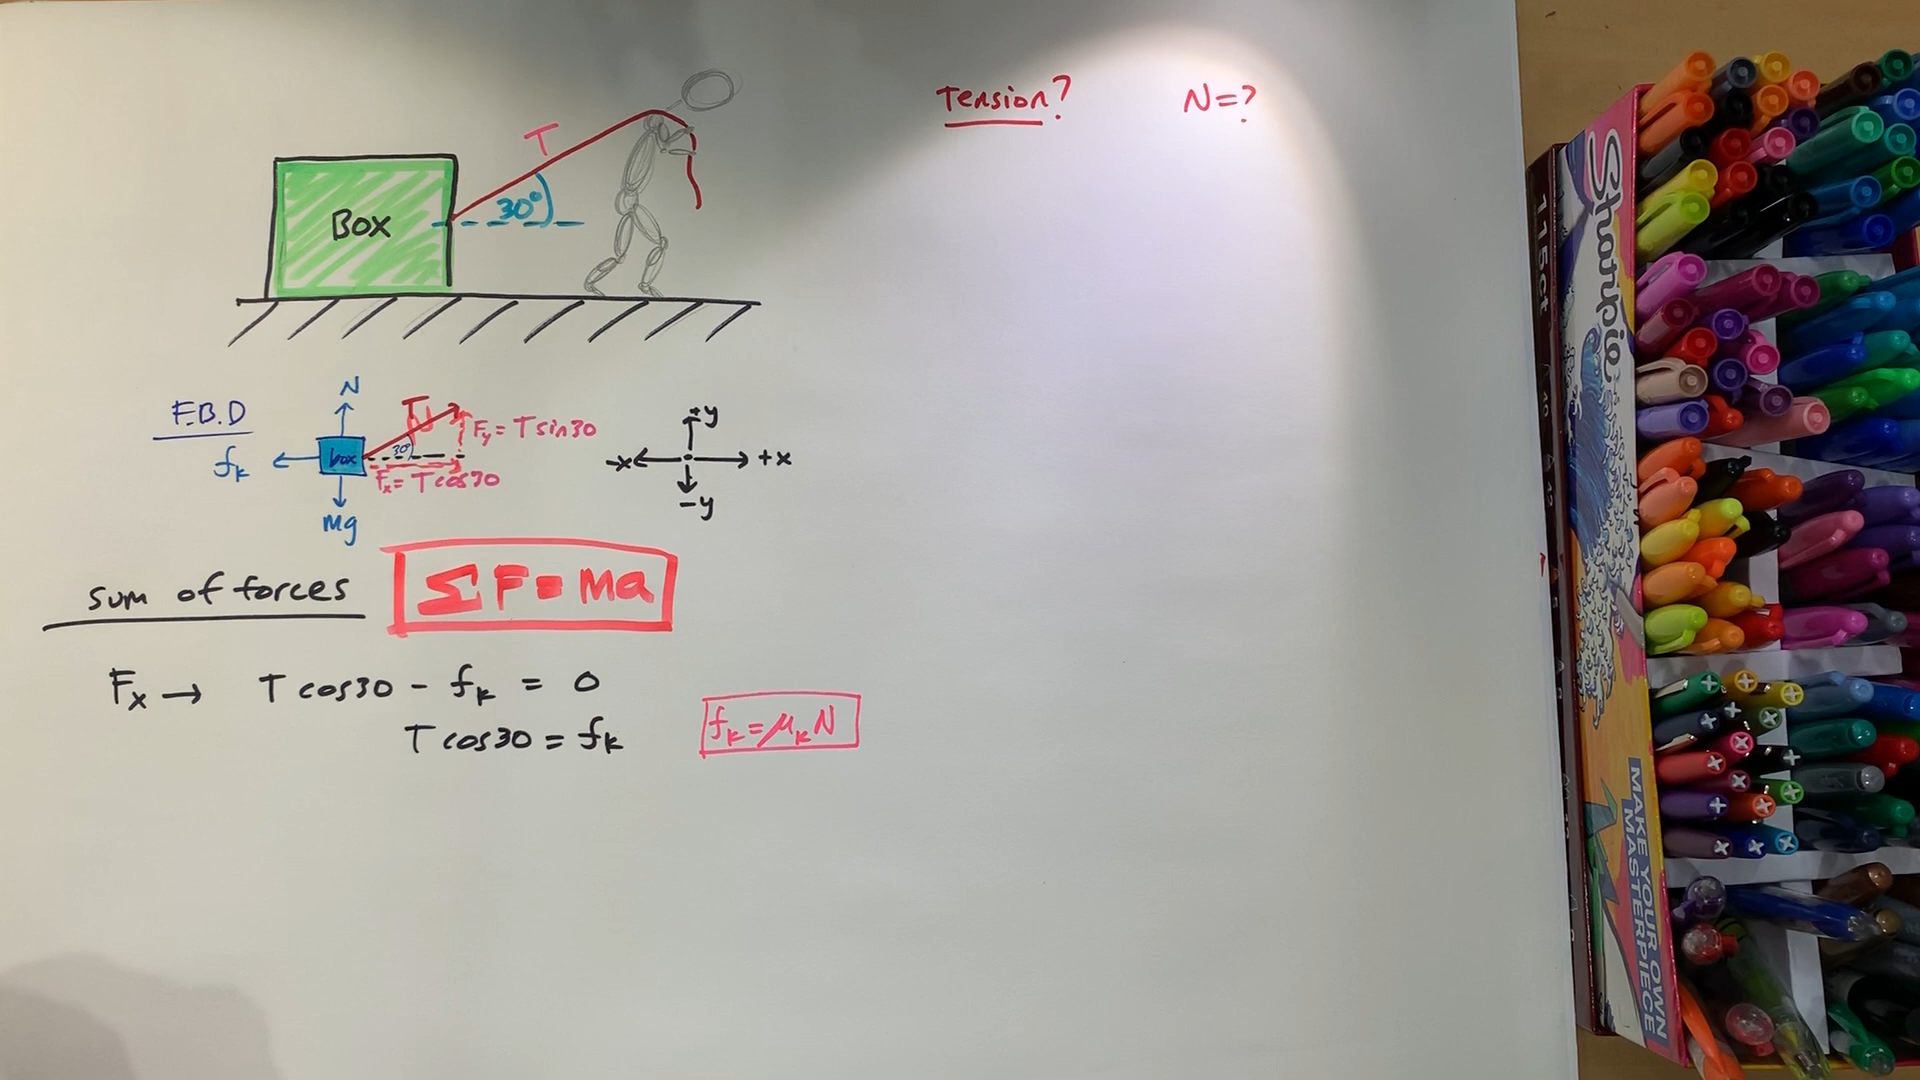 Tension? N=?
T
BOX
30°
F.B.D
N
T
Fy = T sin30
fk
box
30°
Fx = T cos30
Mg
+y
-x
+x
-y
sum of forces
ΣF = Ma
Fx → T cos30 - fk = 0
T cos30 = fk
fk = μk N
Sharpie
115ct
MAKE YOUR OWN
MASTERPIECE